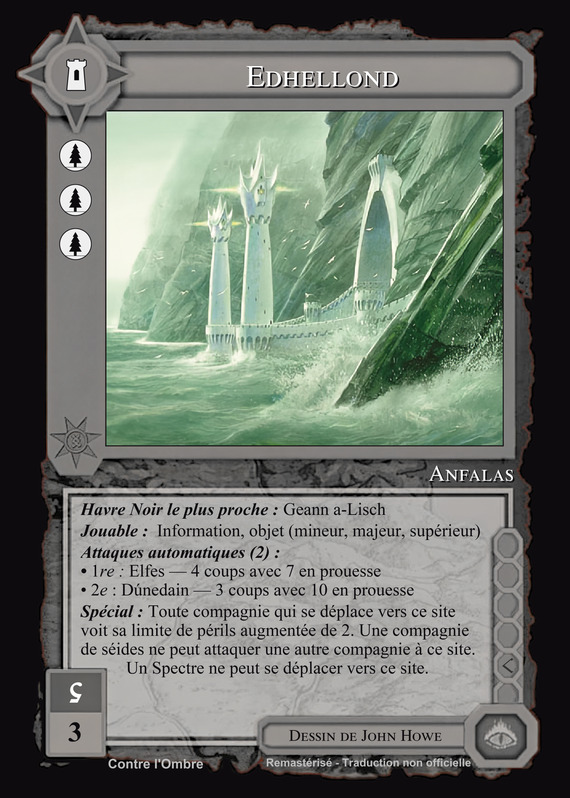 Edhellond
Anfalas
Havre Noir le plus proche : Geann a-Lisch
Jouable : Information, objet (mineur, majeur, supérieur)
Attaques automatiques (2) :
• 1re : Elfes — 4 coups avec 7 en prouesse
• 2e : Dúnedain — 3 coups avec 10 en prouesse
Spécial : Toute compagnie qui se déplace vers ce site
voit sa limite de périls augmentée de 2. Une compagnie
de séides ne peut attaquer une autre compagnie à ce site.
Un Spectre ne peut se déplacer vers ce site.
3
Dessin de John Howe
Contre l'Ombre
Remastérisé - Traduction non officielle